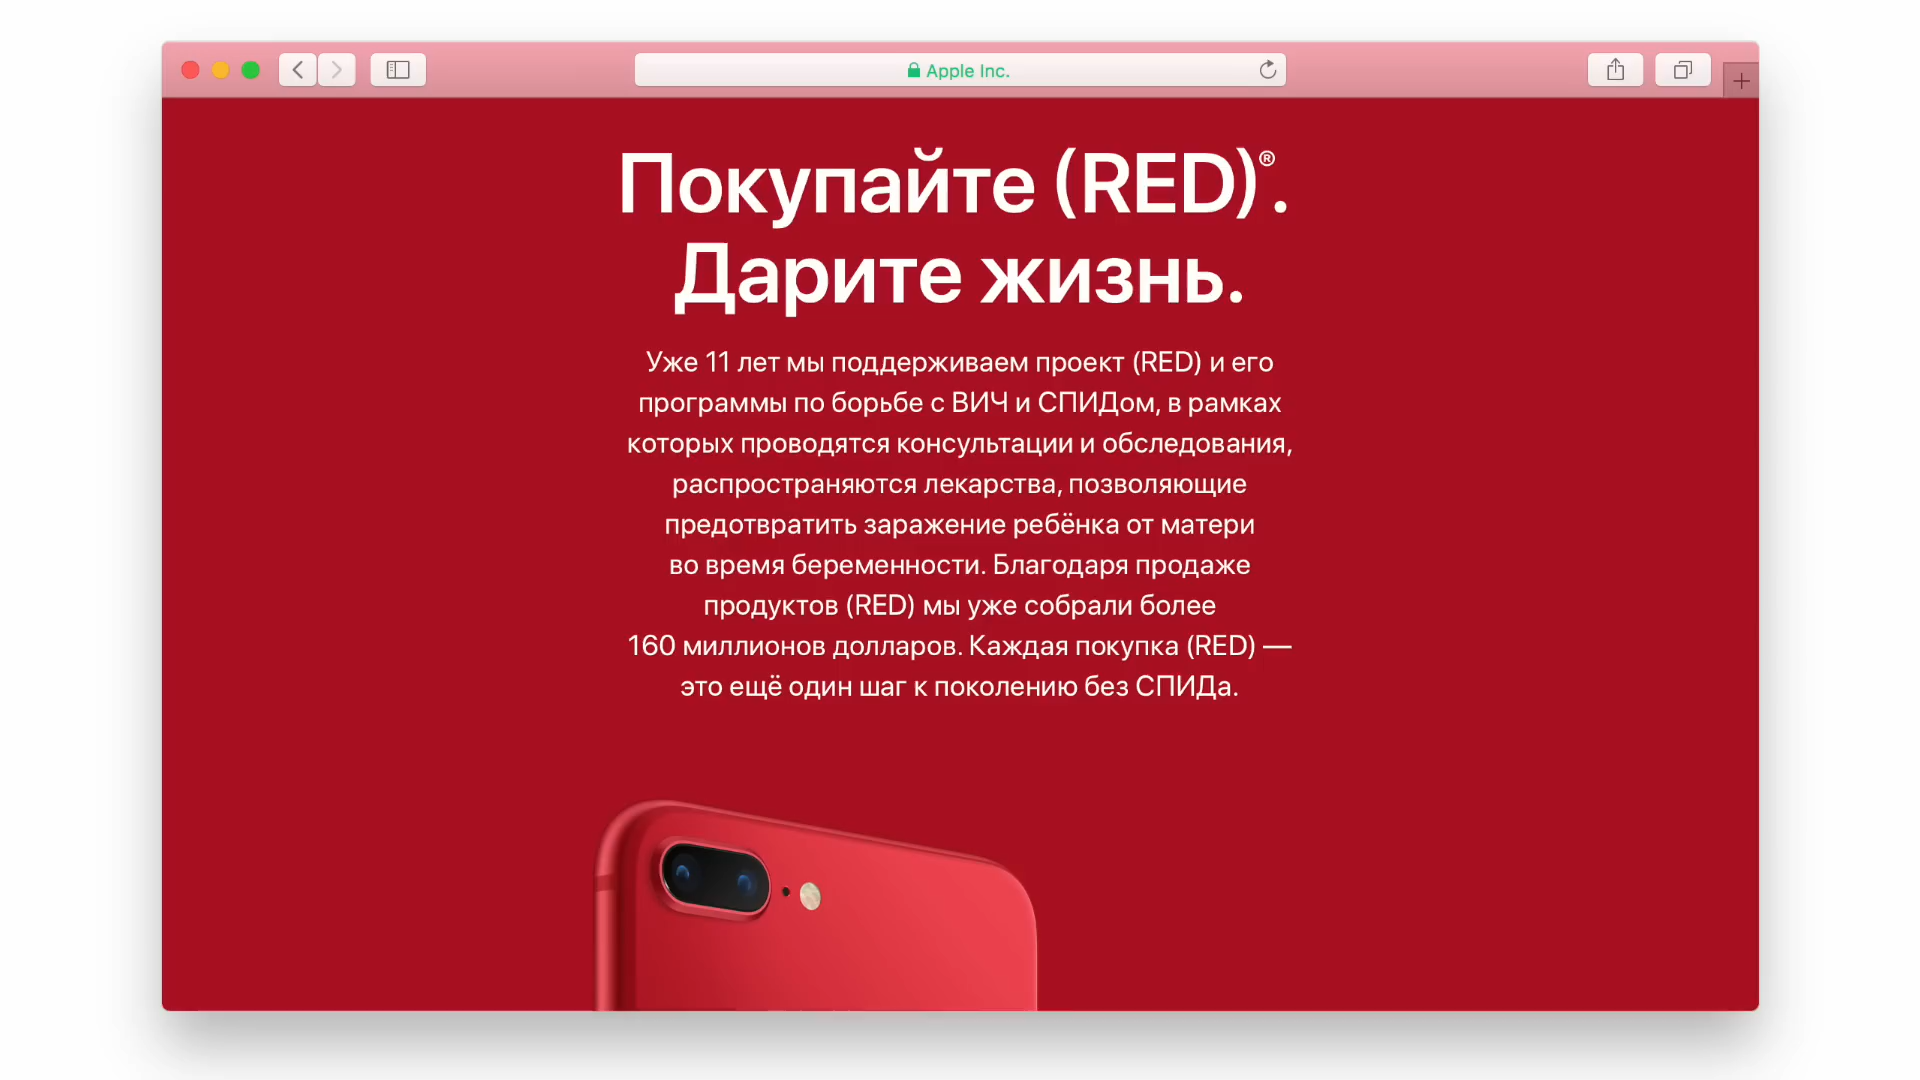 Apple Inc.
Покупайте (RED)®.
Дарите жизнь.
Уже 11 лет мы поддерживаем проект (RED) и его
программы по борьбе с ВИЧ и СПИДом, в рамках
которых проводятся консультации и обследования,
распространяются лекарства, позволяющие
предотвратить заражение ребёнка от матери
во время беременности. Благодаря продаже
продуктов (RED) мы уже собрали более
160 миллионов долларов. Каждая покупка (RED) —
это ещё один шаг к поколению без СПИДа.